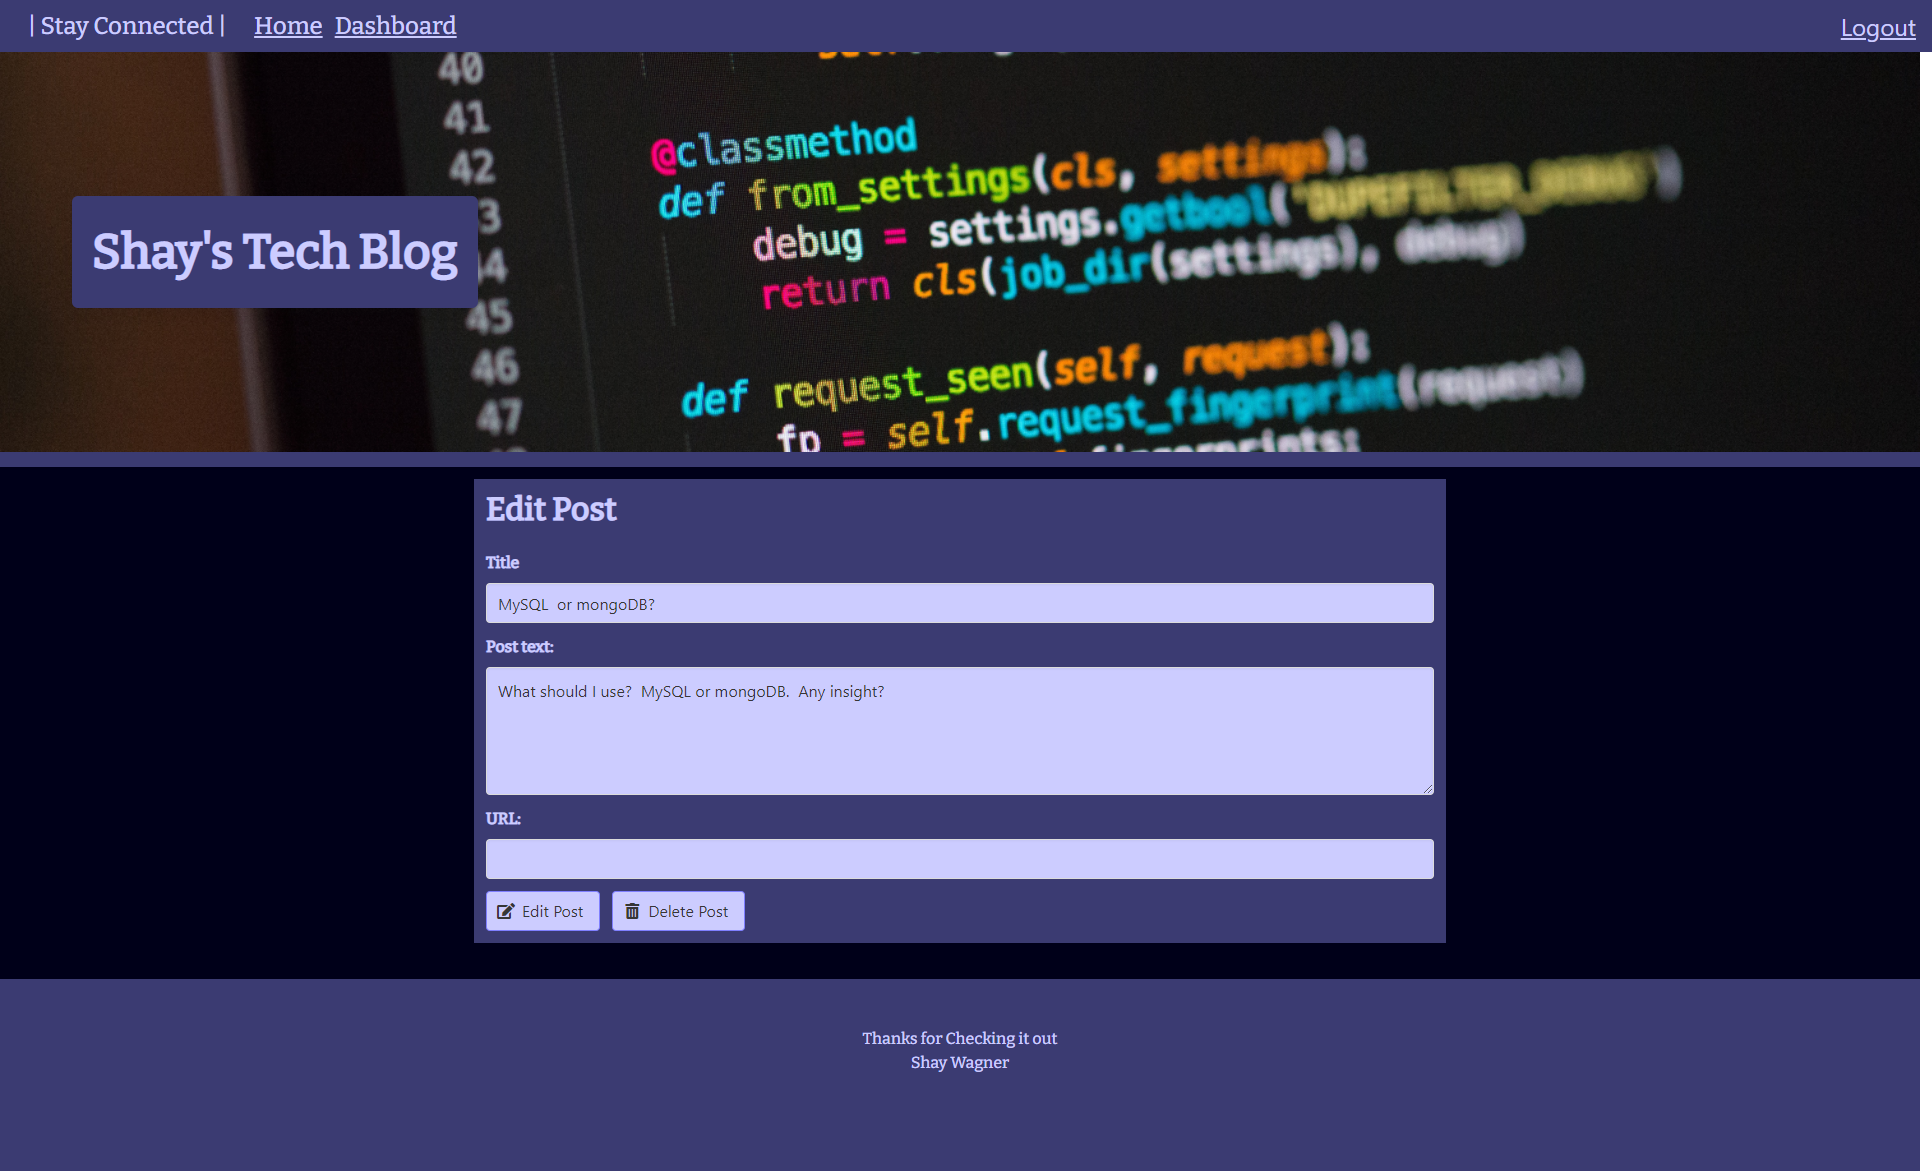 | Stay Connected | Home Dashboard
Logout
40
41
@classmethod
42
def from_settings(cls, settings):
3
debug = settings.getbool('DUPEFILTER_DEBUG')
Shay's Tech Blog
4
return cls(job_dir(settings), debug)
45
46
def request_seen(self, request):
47
fp = self.request_fingerprint(request)
Edit Post
Title
MySQL  or mongoDB?
Post text:
What should I use?  MySQL or mongoDB.  Any insight?
URL:
Edit Post
Delete Post
Thanks for Checking it out
Shay Wagner